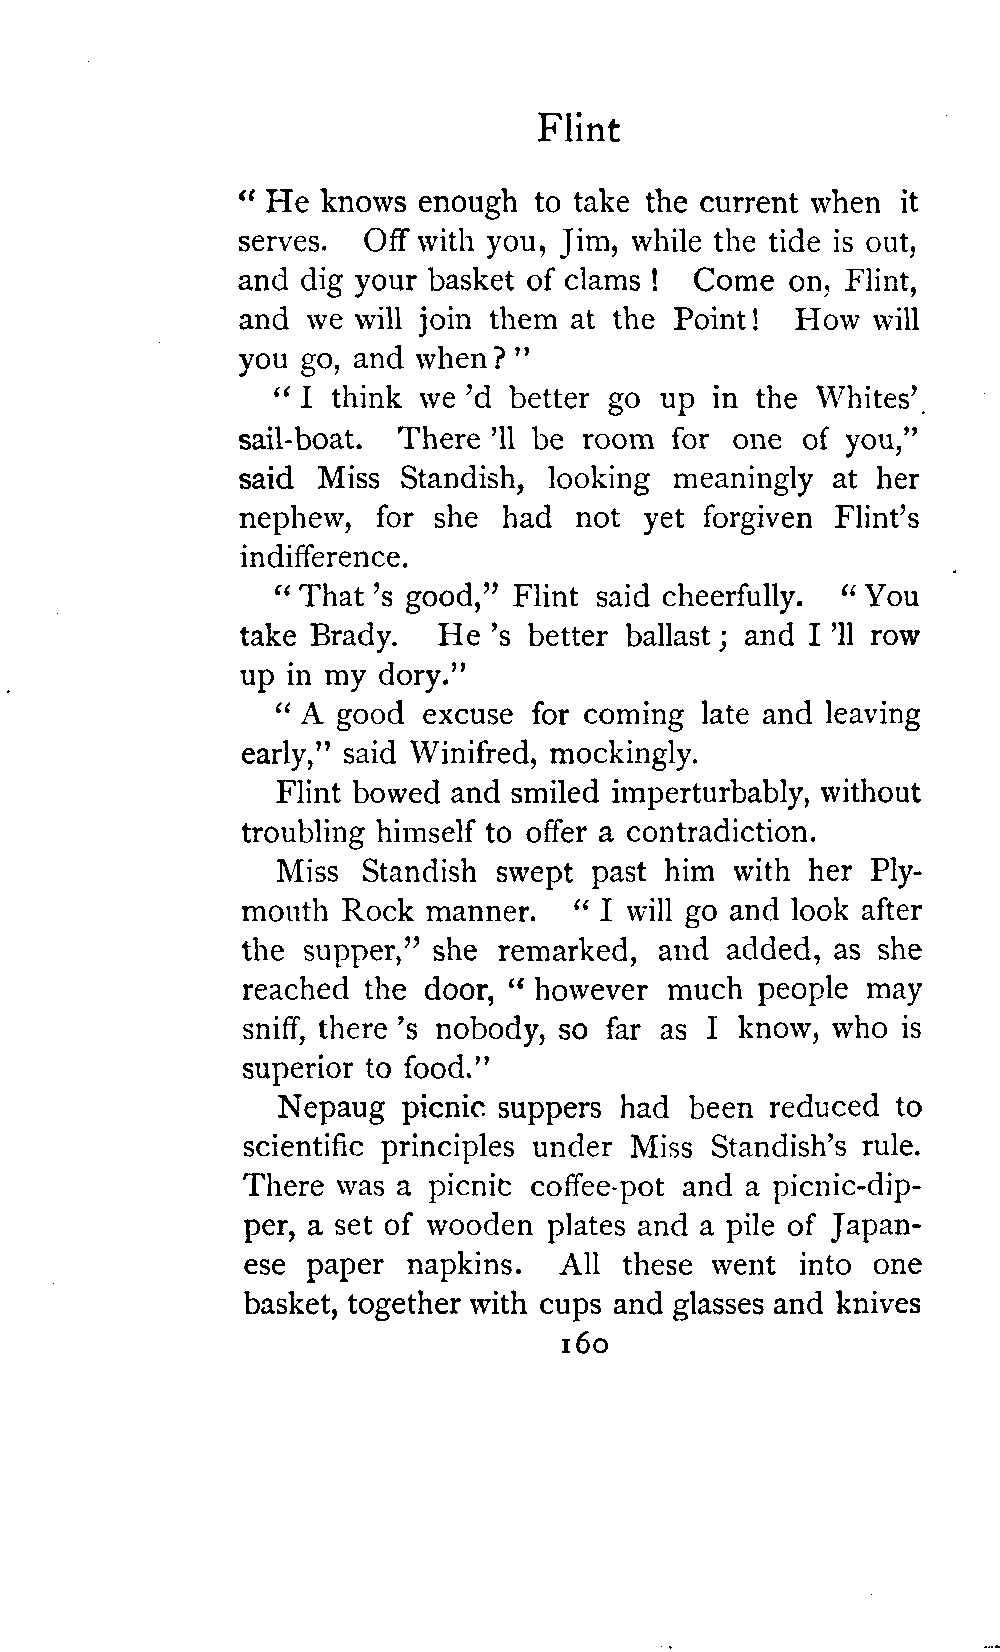 Flint
" He knows enough to take the current when it
serves. Off with you, Jim, while the tide is out,
and dig your basket of clams ! Come on, Flint,
and we will join them at the Point! How will
you go, and when? "
" I think we 'd better go up in the Whites'
sail-boat. There 'll be room for one of you,"
said Miss Standish, looking meaningly at her
nephew, for she had not yet forgiven Flint's
indifference.
" That 's good," Flint said cheerfully. " You
take Brady. He 's better ballast ; and I 'll row
up in my dory."
" A good excuse for coming late and leaving
early," said Winifred, mockingly.
Flint bowed and smiled imperturbably, without
troubling himself to offer a contradiction.
Miss Standish swept past him with her Ply-
mouth Rock manner. " I will go and look after
the supper," she remarked, and added, as she
reached the door, " however much people may
sniff, there 's nobody, so far as I know, who is
superior to food."
Nepaug picnic suppers had been reduced to
scientific principles under Miss Standish's rule.
There was a picnic coffee-pot and a picnic-dip-
per, a set of wooden plates and a pile of Japan-
ese paper napkins. All these went into one
basket, together with cups and glasses and knives
160